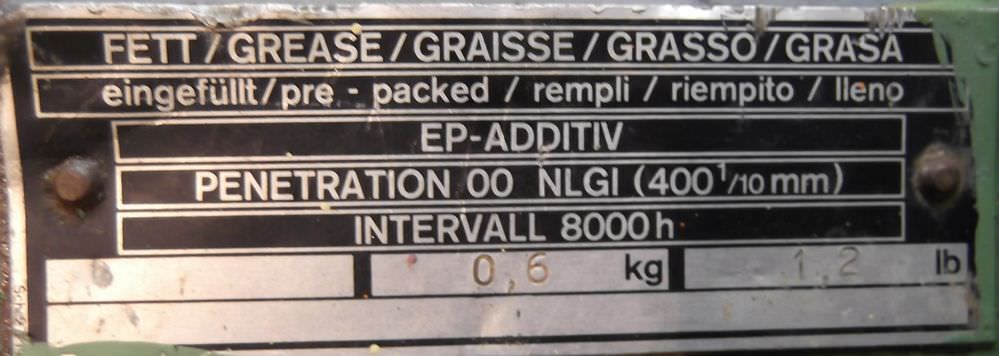 FETT / GREASE / GRAISSE / GRASSO / GRASA
eingefüllt / pre - packed / rempli / riempito / lleno
EP-ADDITIV
PENETRATION 00 NLGI (400 1/10 mm)
INTERVALL 8000 h
0,6 kg 1,2 lb